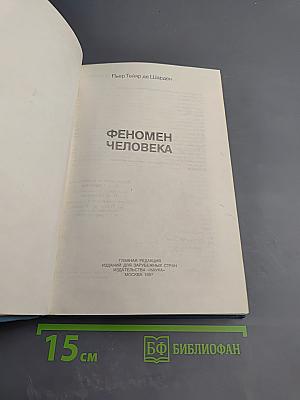 Пьер Тейяр де Шарден
ФЕНОМЕН
ЧЕЛОВЕКА
ГЛАВНАЯ РЕДАКЦИЯ
ИЗДАНИЙ ДЛЯ ЗАРУБЕЖНЫХ СТРАН
ИЗДАТЕЛЬСТВА «НАУКА»
МОСКВА 1987
15 см
БФ БИБЛИОФАН